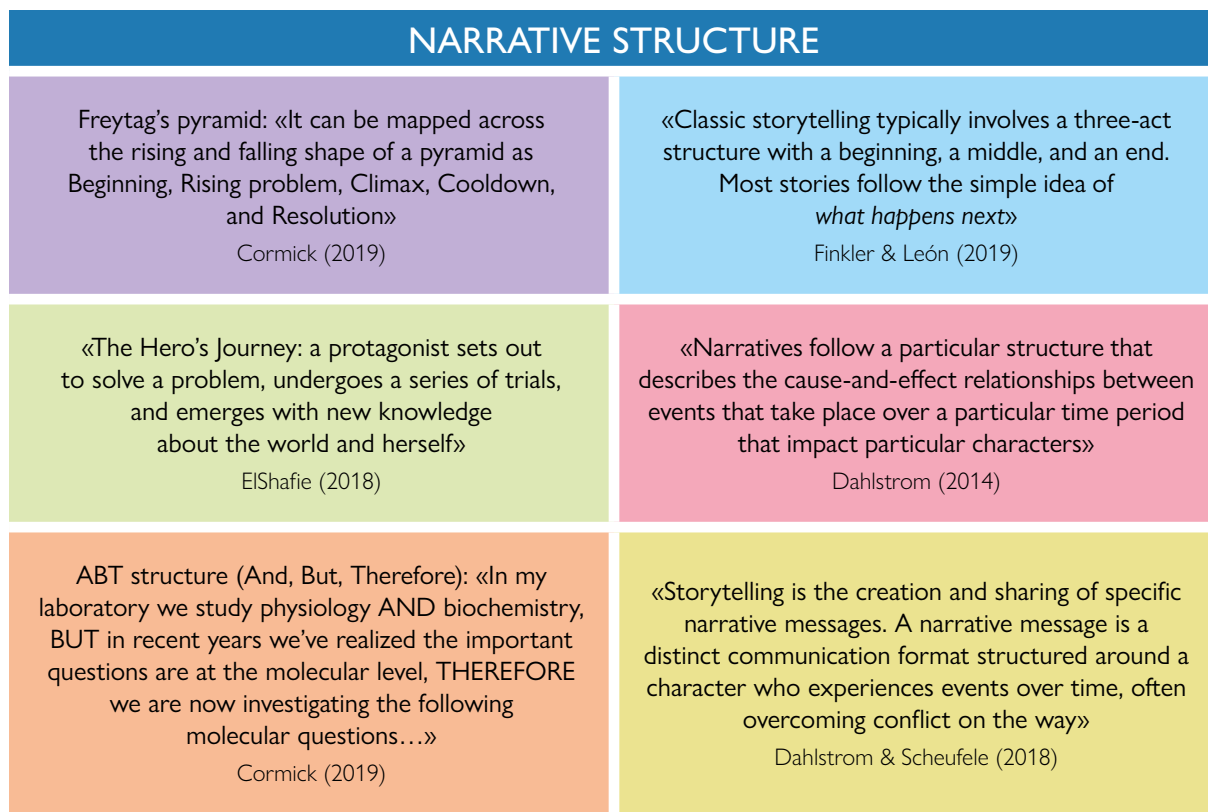 NARRATIVE STRUCTURE
Freytag’s pyramid: «It can be mapped across
the rising and falling shape of a pyramid as
Beginning, Rising problem, Climax, Cooldown,
and Resolution»
Cormick (2019)
«Classic storytelling typically involves a three-act
structure with a beginning, a middle, and an end.
Most stories follow the simple idea of
what happens next»
Finkler & León (2019)
«The Hero’s Journey: a protagonist sets out
to solve a problem, undergoes a series of trials,
and emerges with new knowledge
about the world and herself»
ElShafie (2018)
«Narratives follow a particular structure that
describes the cause-and-effect relationships between
events that take place over a particular time period
that impact particular characters»
Dahlstrom (2014)
ABT structure (And, But, Therefore): «In my
laboratory we study physiology AND biochemistry,
BUT in recent years we’ve realized the important
questions are at the molecular level, THEREFORE
we are now investigating the following
molecular questions…»
Cormick (2019)
«Storytelling is the creation and sharing of specific
narrative messages. A narrative message is a
distinct communication format structured around a
character who experiences events over time, often
overcoming conflict on the way»
Dahlstrom & Scheufele (2018)